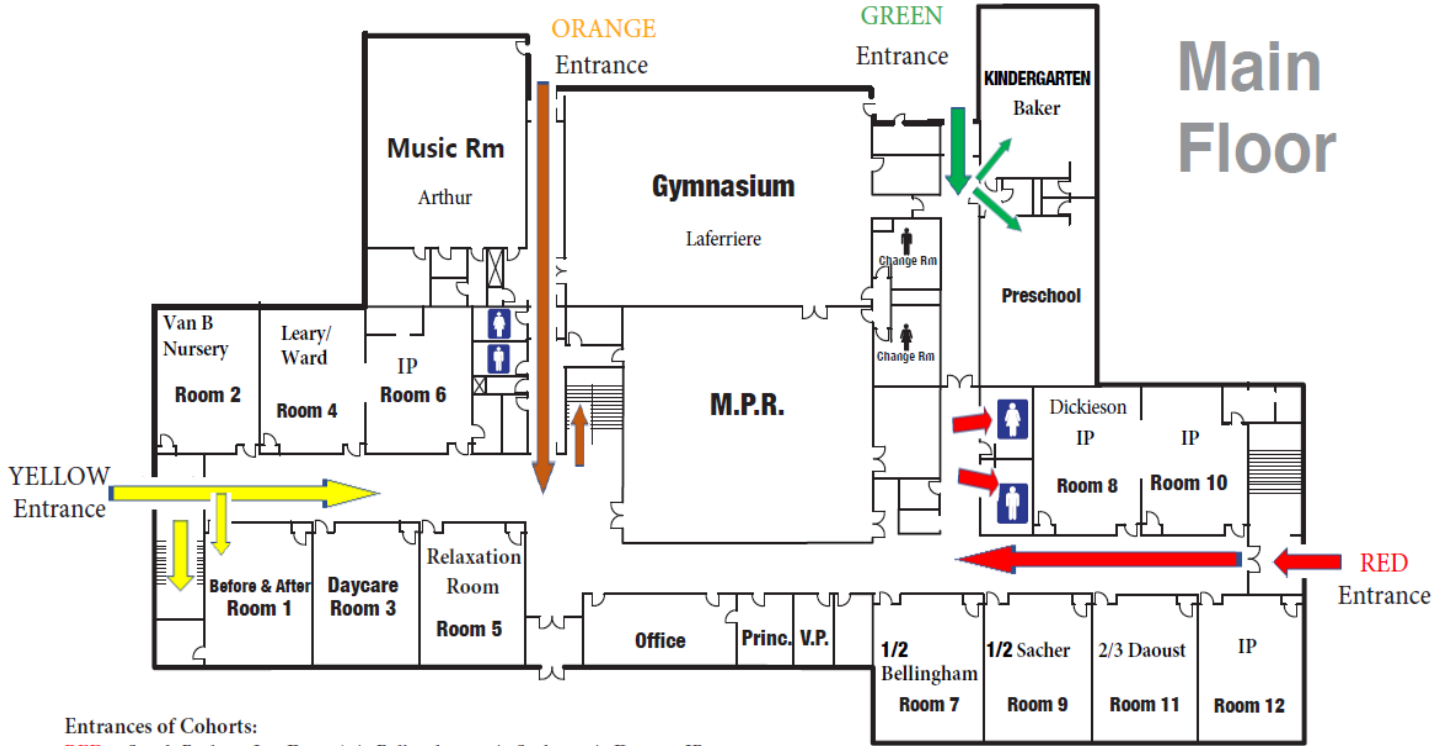 ORANGE
Entrance
GREEN
Entrance
Main
Floor
KINDERGARTEN
Baker
Music Rm
Arthur
Gymnasium
Laferriere
Change Rm
Preschool
Change Rm
Van B
Nursery
Room 2
Leary/
Ward
Room 4
IP
Room 6
M.P.R.
Dickieson
IP
Room 8
IP
Room 10
YELLOW
Entrance
RED
Entrance
Before & After
Room 1
Daycare
Room 3
Relaxation
Room
Room 5
Office
Princ.
V.P.
1/2
Bellingham
Room 7
1/2 Sacher
Room 9
2/3 Daoust
Room 11
IP
Room 12
Entrances of Cohorts: